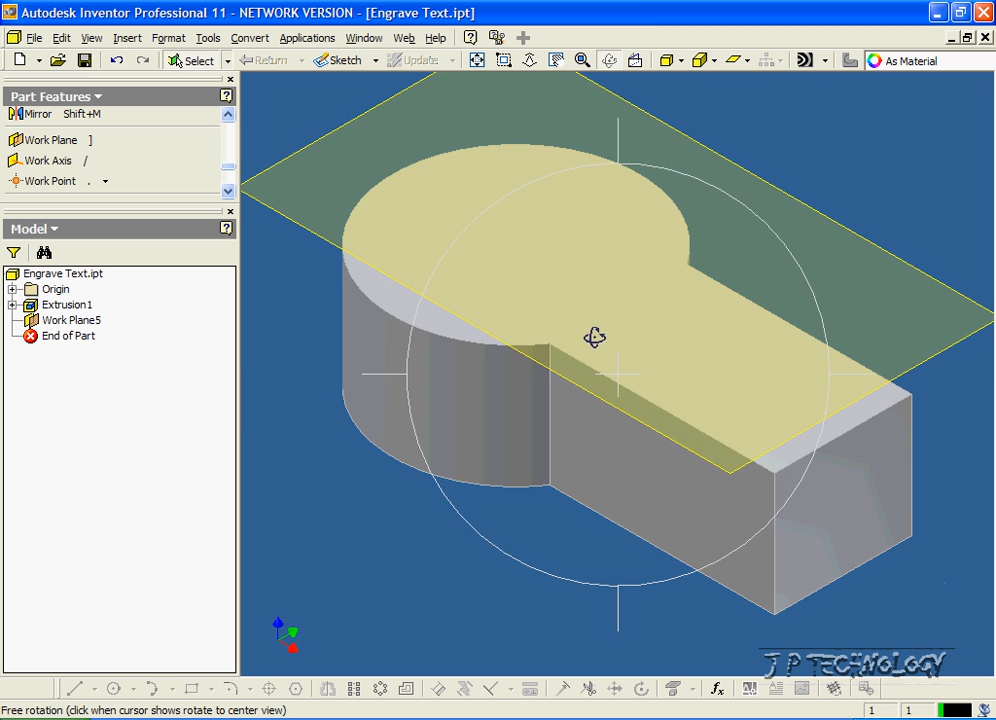 Autodesk Inventor Professional 11 - NETWORK VERSION - [Engrave Text.ipt]
File Edit View Insert Format Tools Convert Applications Window Web Help
Select Return Sketch Update As Material
Part Features
Mirror Shift+M
Work Plane ]
Work Axis /
Work Point .
Model
Engrave Text.ipt
Origin
Extrusion1
Work Plane5
End of Part
J P TECHNOLOGY
Free rotation (click when cursor shows rotate to center view) 1 1